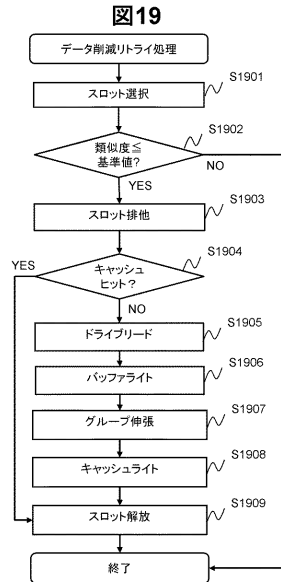 図19
データ削減リトライ処理
スロット選択
S1901
類似度≦
基準値?
S1902
NO
YES
スロット排他
S1903
キャッシュ
ヒット?
S1904
YES
NO
ドライブリード
S1905
バッファライト
S1906
グループ伸張
S1907
キャッシュライト
S1908
スロット解放
S1909
終了